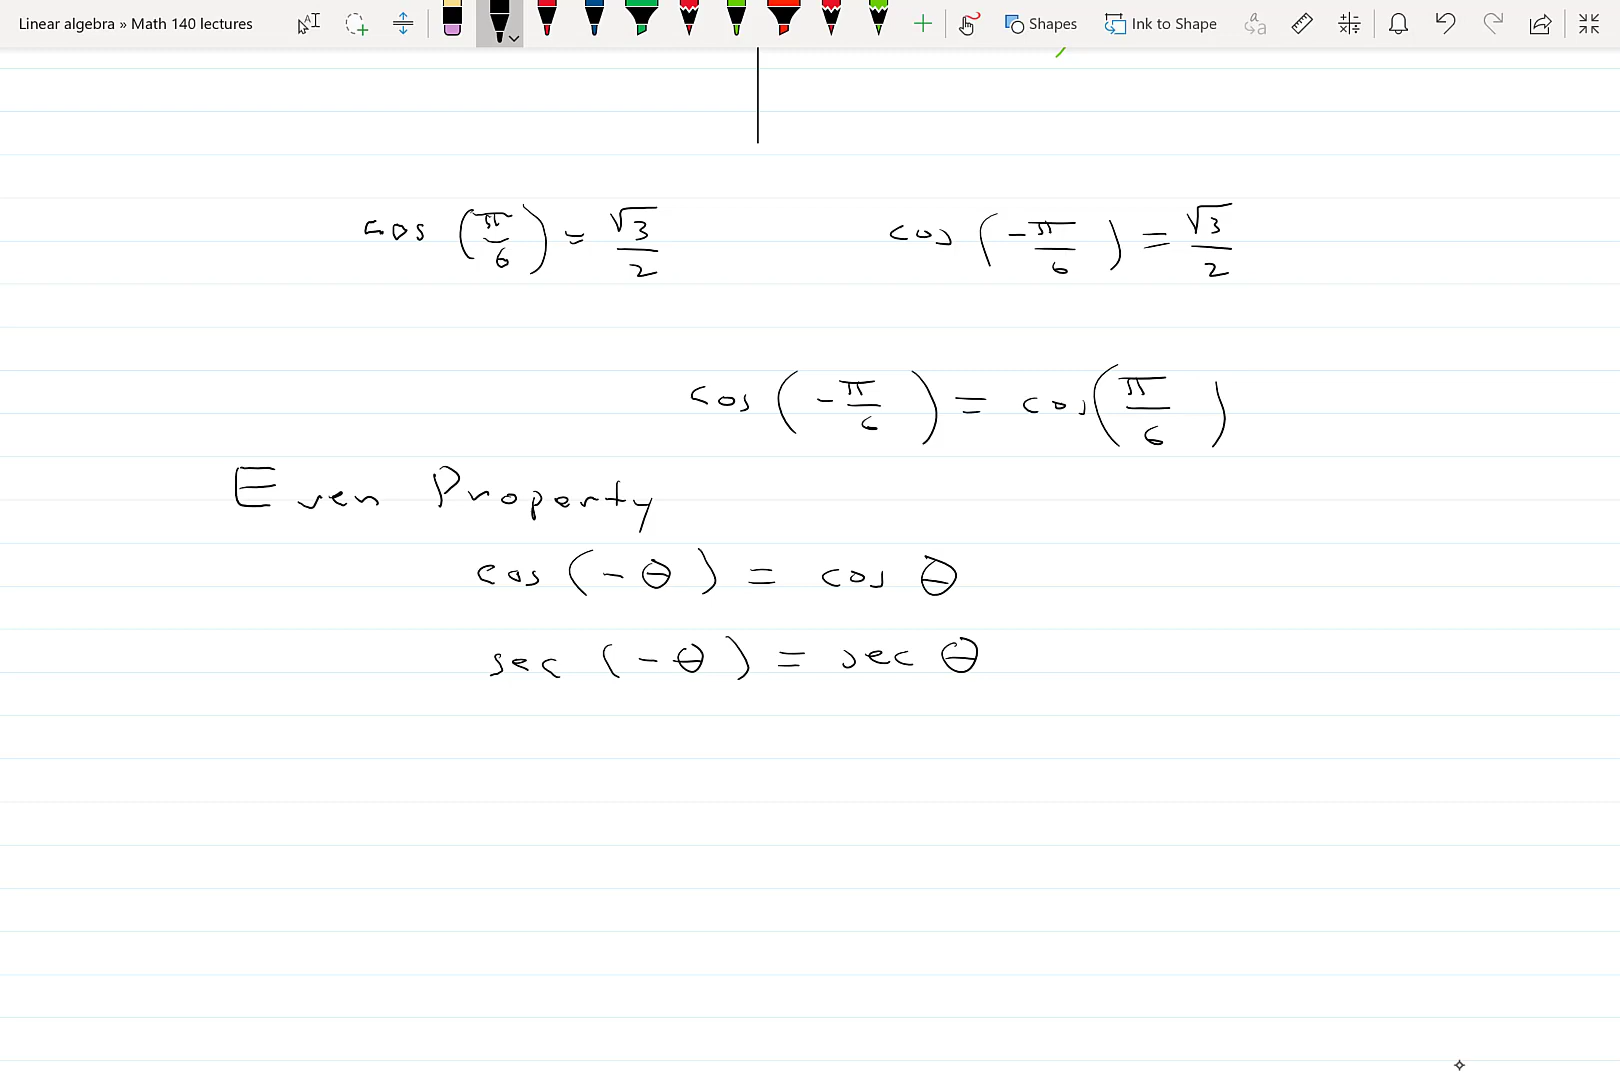 Linear algebra » Math 140 lectures Shapes Ink to Shape
cos (π/6) = √3/2 cos (-π/6) = √3/2
cos (-π/6) = cos(π/6)
Even Property
cos (-θ) = cos θ
sec (-θ) = sec θ